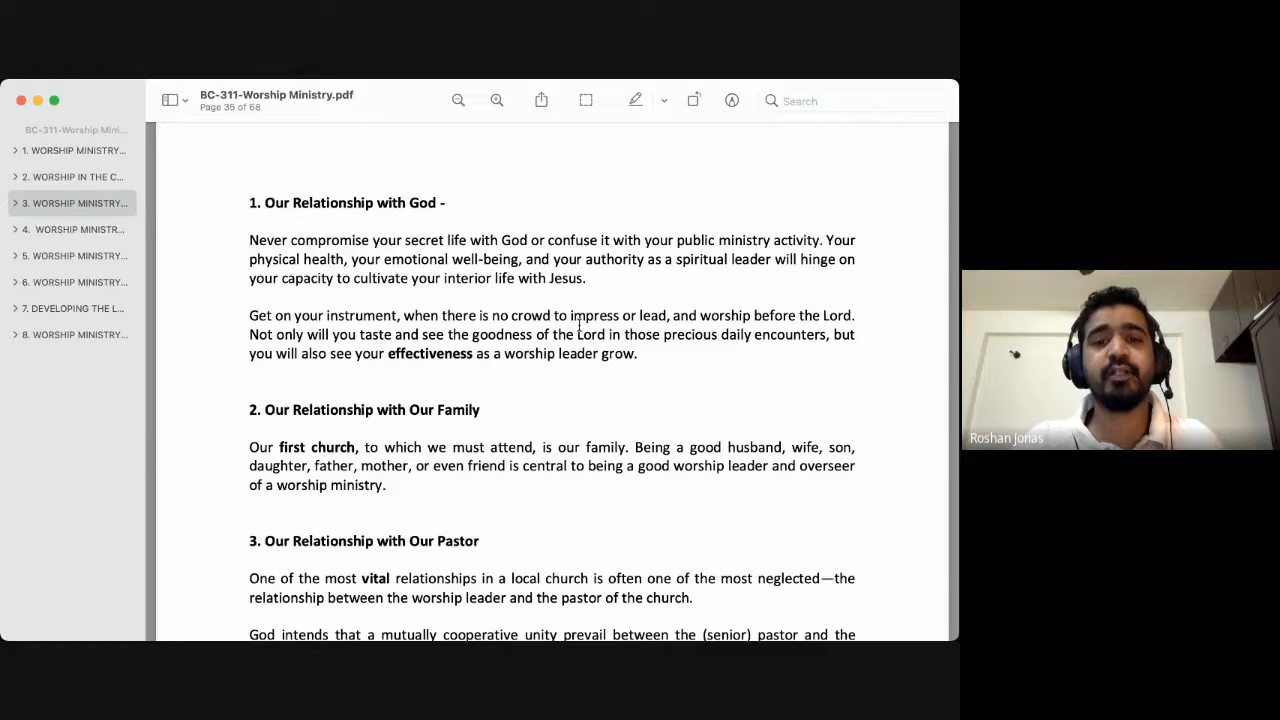 BC-311-Worship Ministry.pdf
Page 35 of 68
Search
BC-311-Worship Mini...
1. WORSHIP MINISTRY...
2. WORSHIP IN THE C...
3. WORSHIP MINISTRY...
4. WORSHIP MINISTR...
5. WORSHIP MINISTRY...
6. WORSHIP MINISTRY...
7. DEVELOPING THE L...
8. WORSHIP MINISTRY...
1. Our Relationship with God -
Never compromise your secret life with God or confuse it with your public ministry activity. Your
physical health, your emotional well-being, and your authority as a spiritual leader will hinge on
your capacity to cultivate your interior life with Jesus.
Get on your instrument, when there is no crowd to impress or lead, and worship before the Lord.
Not only will you taste and see the goodness of the Lord in those precious daily encounters, but
you will also see your effectiveness as a worship leader grow.
2. Our Relationship with Our Family
Our first church, to which we must attend, is our family. Being a good husband, wife, son,
daughter, father, mother, or even friend is central to being a good worship leader and overseer
of a worship ministry.
3. Our Relationship with Our Pastor
One of the most vital relationships in a local church is often one of the most neglected—the
relationship between the worship leader and the pastor of the church.
God intends that a mutually cooperative unity prevail between the (senior) pastor and the
Roshan Jonas